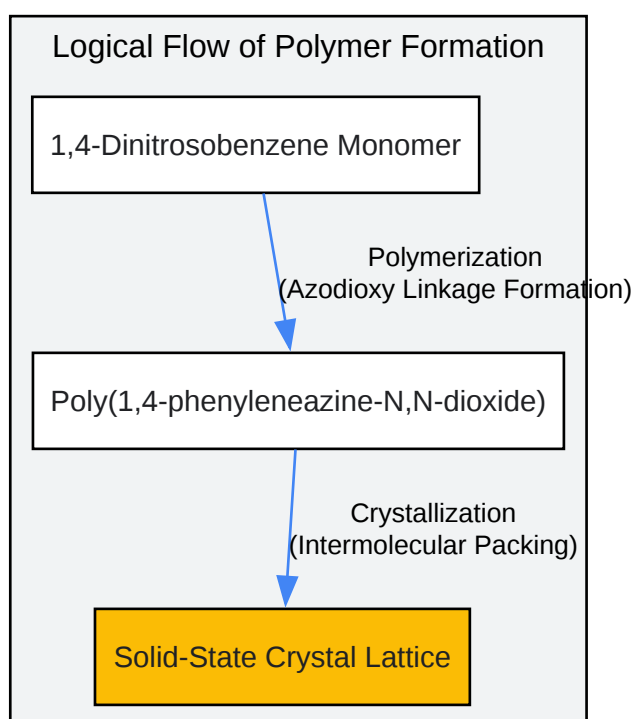 Logical Flow of Polymer Formation
1,4-Dinitrosobenzene Monomer
Polymerization
(Azodioxy Linkage Formation)
Poly(1,4-phenyleneazine-N,N-dioxide)
Crystallization
(Intermolecular Packing)
Solid-State Crystal Lattice